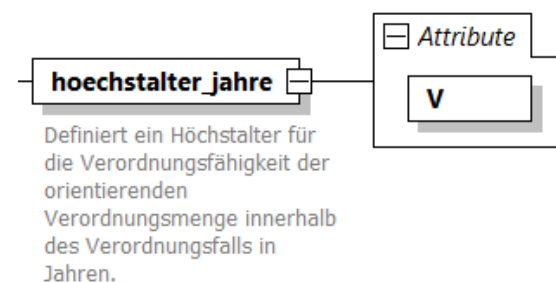 Attribute
hoechstalter_jahre
V
Definiert ein Höchstalter für
die Verordnungsfähigkeit der
orientierenden
Verordnungsmenge innerhalb
des Verordnungsfalls in
Jahren.